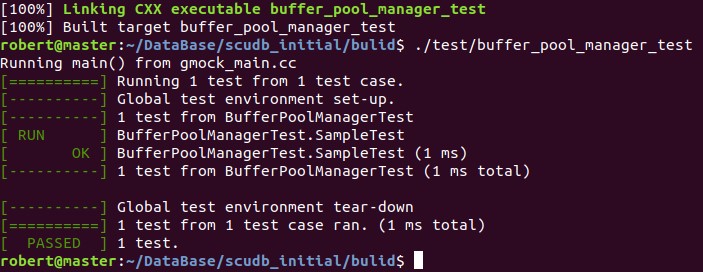 [100%] Linking CXX executable buffer_pool_manager_test
[100%] Built target buffer_pool_manager_test
robert@master:~/DataBase/scudb_initial/bulid$ ./test/buffer_pool_manager_test
Running main() from gmock_main.cc
[==========] Running 1 test from 1 test case.
[----------] Global test environment set-up.
[----------] 1 test from BufferPoolManagerTest
[ RUN      ] BufferPoolManagerTest.SampleTest
[       OK ] BufferPoolManagerTest.SampleTest (1 ms)
[----------] 1 test from BufferPoolManagerTest (1 ms total)
[----------] Global test environment tear-down
[==========] 1 test from 1 test case ran. (1 ms total)
[  PASSED  ] 1 test.
robert@master:~/DataBase/scudb_initial/bulid$